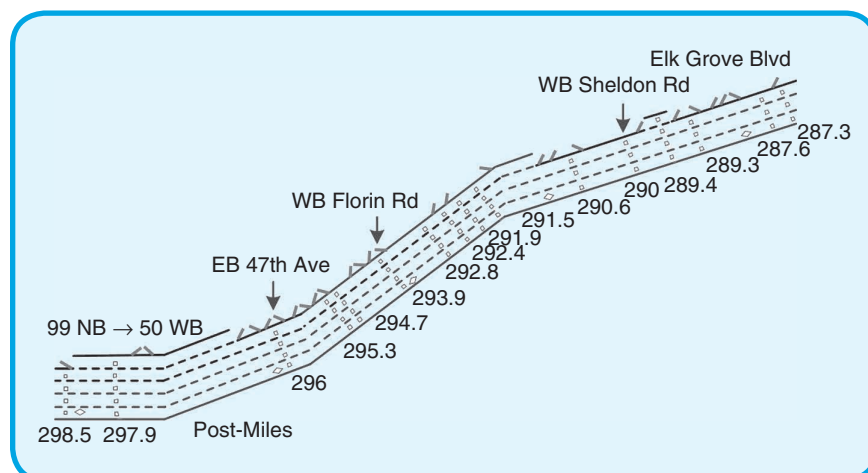 Elk Grove Blvd
WB Sheldon Rd
287.3
287.6
289.3
289.4
290
290.6
291.5
WB Florin Rd
291.9
292.4
292.8
EB 47th Ave
293.9
294.7
99 NB → 50 WB
295.3
296
298.5 297.9 Post-Miles